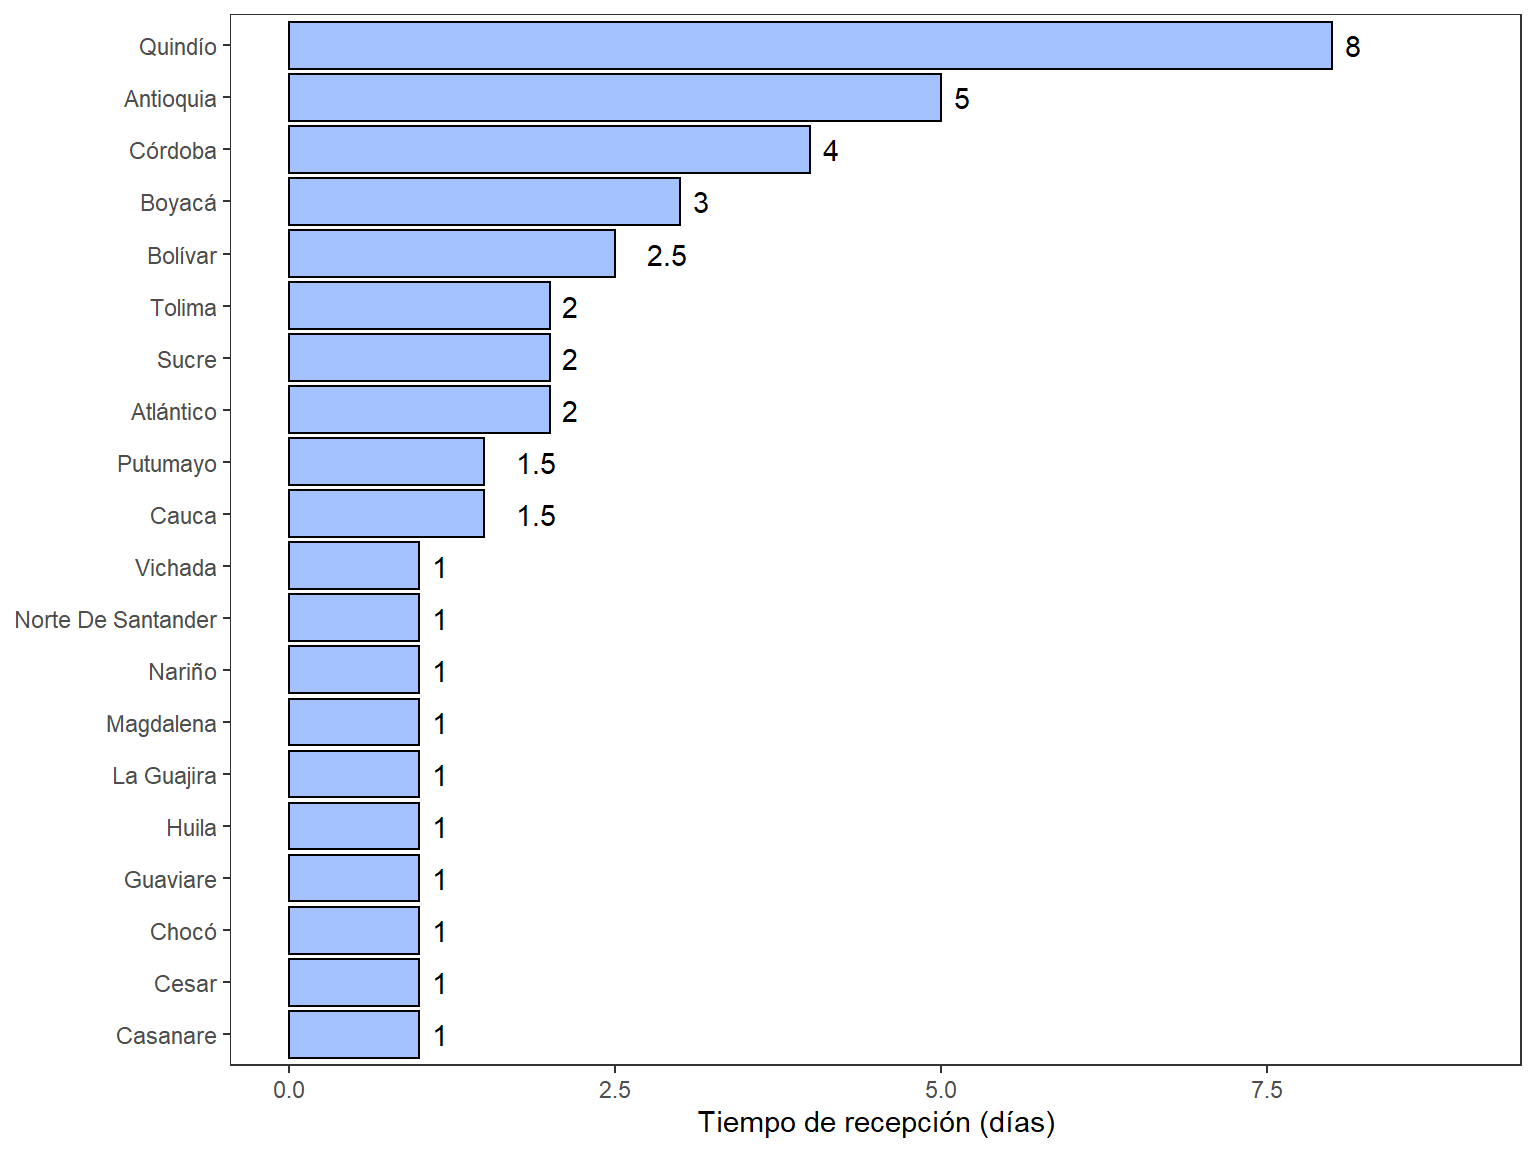 Quindío 8
Antioquia 5
Córdoba 4
Boyacá 3
Bolívar 2.5
Tolima 2
Sucre 2
Atlántico 2
Putumayo 1.5
Cauca 1.5
Vichada 1
Norte De Santander 1
Nariño 1
Magdalena 1
La Guajira 1
Huila 1
Guaviare 1
Chocó 1
Cesar 1
Casanare 1
0.0 2.5 5.0 7.5
Tiempo de recepción (días)